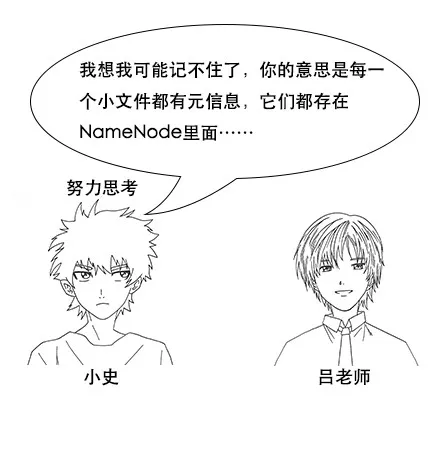 我想我可能记不住了，你的意思是每一
个小文件都有元信息，它们都存在
NameNode里面……
努力思考
小史
吕老师